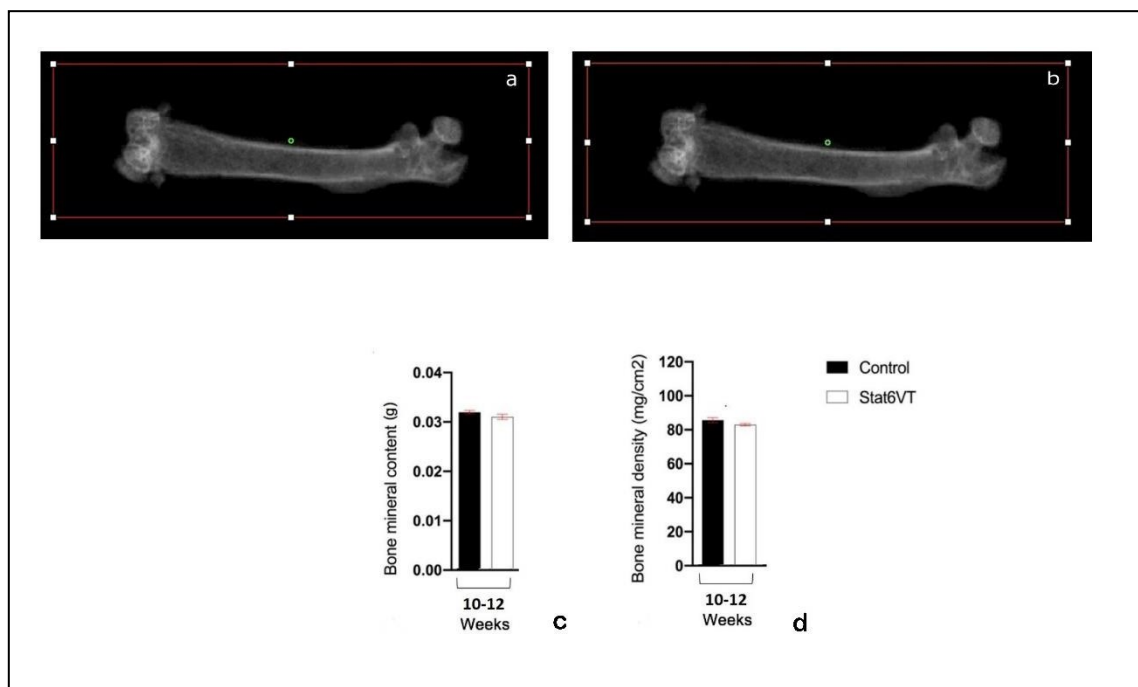 a
b
Bone mineral content (g)
0.04
0.03
0.02
0.01
0.00
10-12
Weeks
c
Bone mineral density (mg/cm2)
120
100
80
60
40
20
0
10-12
Weeks
d
Control
Stat6VT